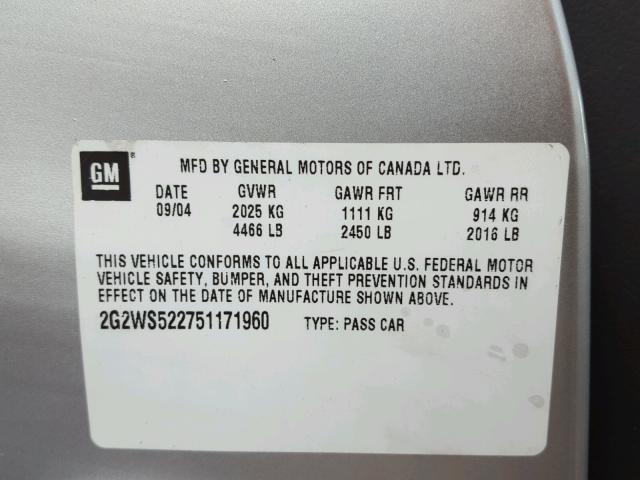 GM®
MFD BY GENERAL MOTORS OF CANADA LTD.
DATE GVWR GAWR FRT GAWR RR
09/04 2025 KG 1111 KG 914 KG
4466 LB 2450 LB 2016 LB
THIS VEHICLE CONFORMS TO ALL APPLICABLE U.S. FEDERAL MOTOR
VEHICLE SAFETY, BUMPER, AND THEFT PREVENTION STANDARDS IN
EFFECT ON THE DATE OF MANUFACTURE SHOWN ABOVE.
2G2WS522751171960 TYPE: PASS CAR